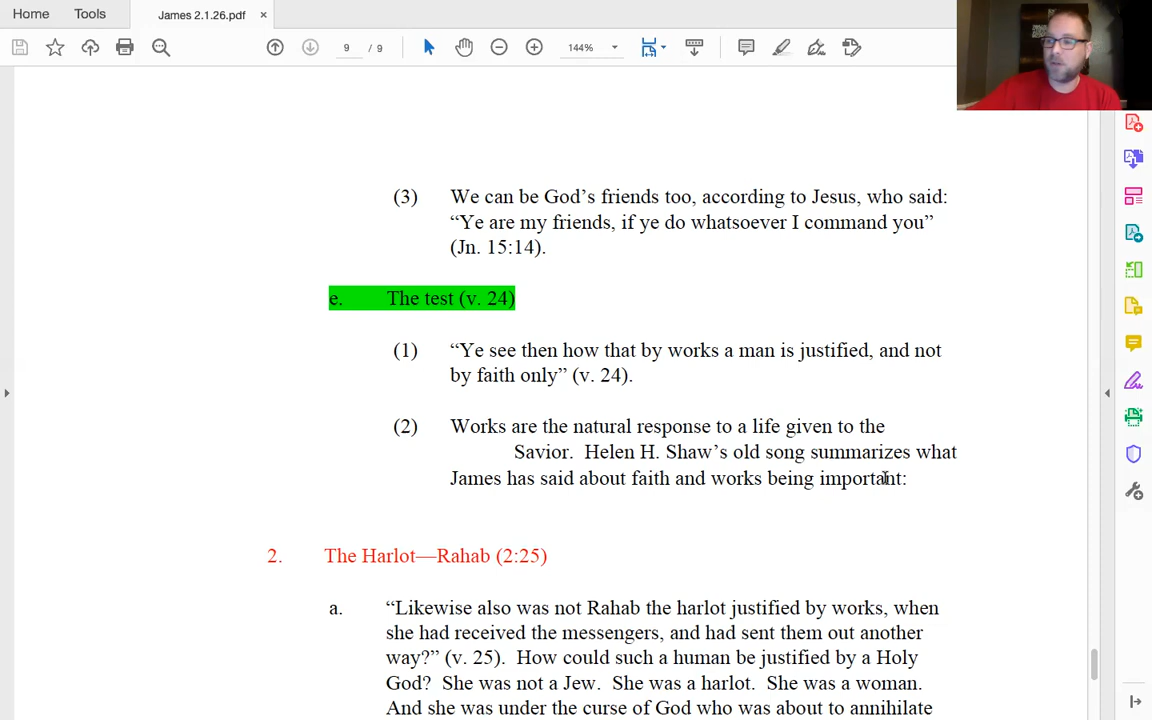 Home
Tools
James 2.1.26.pdf ×
9 / 9
144%
(3) We can be God’s friends too, according to Jesus, who said:
“Ye are my friends, if ye do whatsoever I command you”
(Jn. 15:14).
e. The test (v. 24)
(1) “Ye see then how that by works a man is justified, and not
by faith only” (v. 24).
(2) Works are the natural response to a life given to the
Savior. Helen H. Shaw’s old song summarizes what
James has said about faith and works being important:
2. The Harlot—Rahab (2:25)
a. “Likewise also was not Rahab the harlot justified by works, when
she had received the messengers, and had sent them out another
way?” (v. 25). How could such a human be justified by a Holy
God? She was not a Jew. She was a harlot. She was a woman.
And she was under the curse of God who was about to annihilate